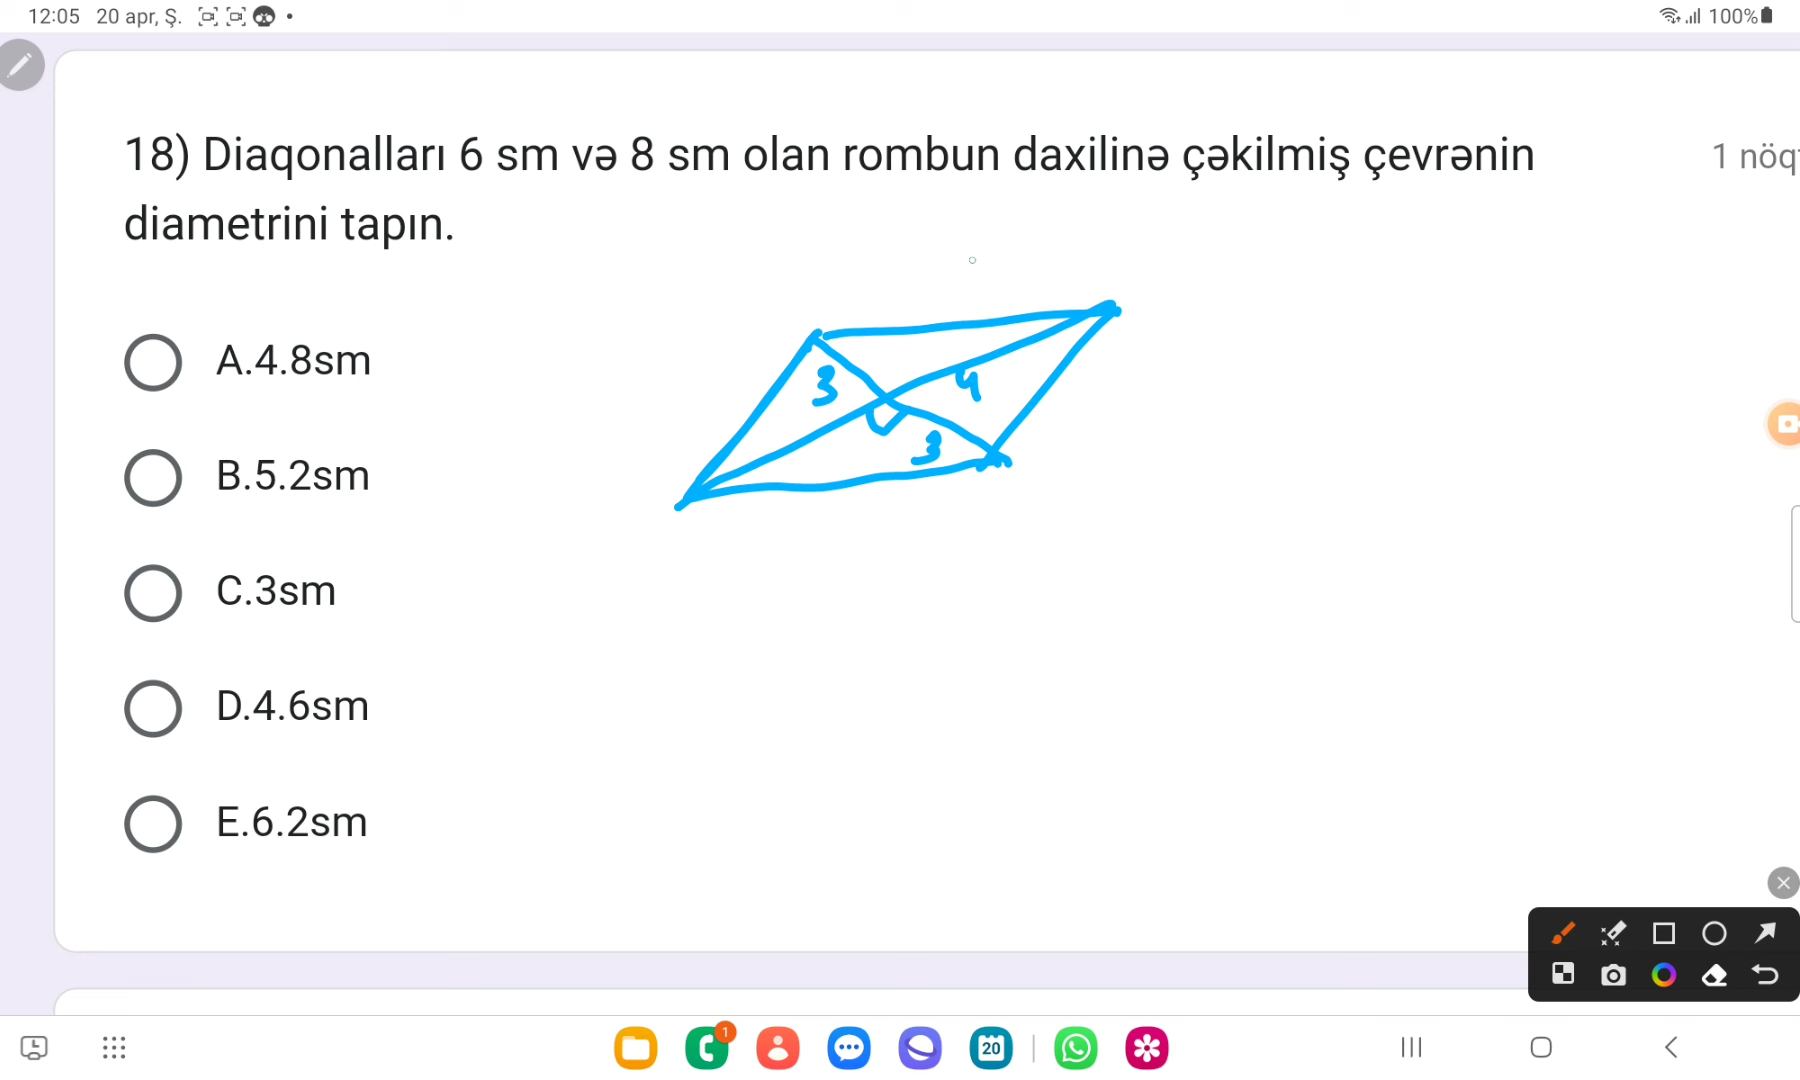 12:05 20 apr, Ş. 100%
18) Diaqonalları 6 sm və 8 sm olan rombun daxilinə çəkilmiş çevrənin
diametrini tapın.
1 nöq
A.4.8sm
B.5.2sm
C.3sm
D.4.6sm
E.6.2sm
3
4
3
1
20